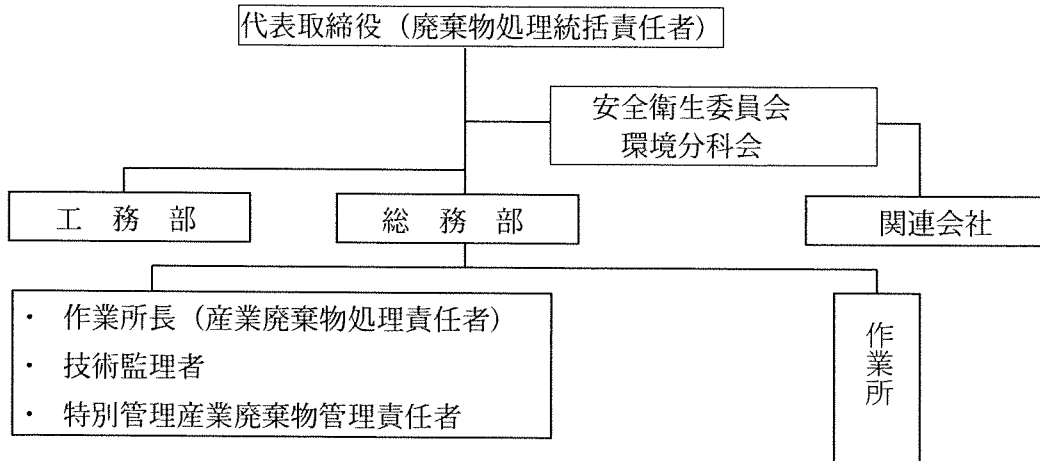 代表取締役（廃棄物処理統括責任者）
安全衛生委員会
環境分科会
工　務　部
総　務　部
関連会社
・　作業所長（産業廃棄物処理責任者）
・　技術監理者
・　特別管理産業廃棄物管理責任者
作業所